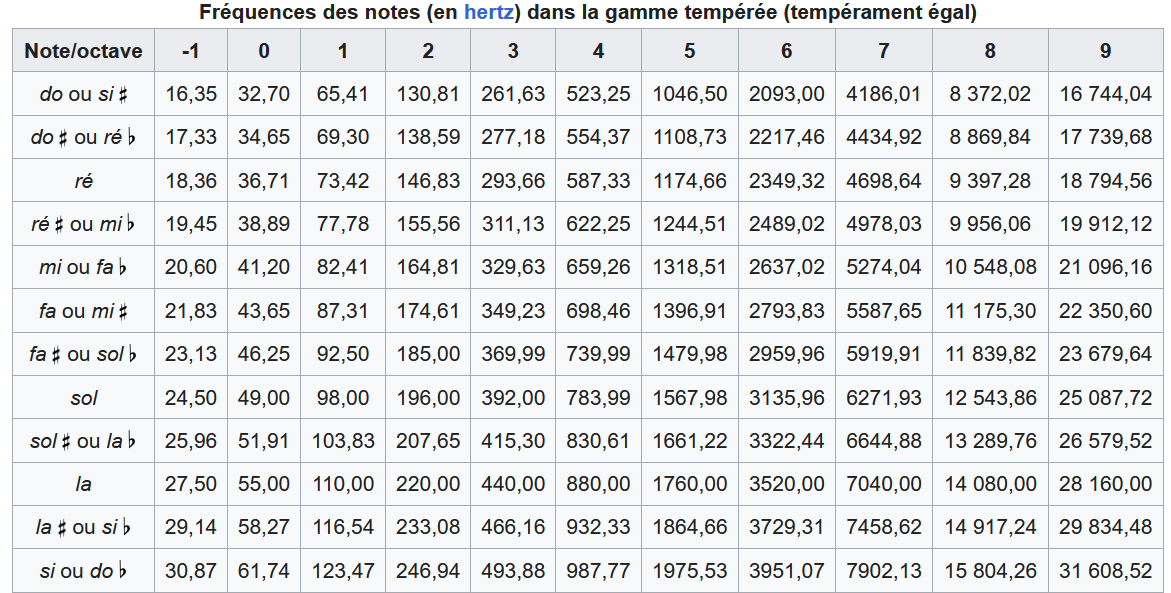 Fréquences des notes (en hertz) dans la gamme tempérée (tempérament égal)
Note/octave -1 0 1 2 3 4 5 6 7 8 9
do ou si ♯ 16,35 32,70 65,41 130,81 261,63 523,25 1046,50 2093,00 4186,01 8 372,02 16 744,04
do ♯ ou ré ♭ 17,33 34,65 69,30 138,59 277,18 554,37 1108,73 2217,46 4434,92 8 869,84 17 739,68
ré 18,36 36,71 73,42 146,83 293,66 587,33 1174,66 2349,32 4698,64 9 397,28 18 794,56
ré ♯ ou mi ♭ 19,45 38,89 77,78 155,56 311,13 622,25 1244,51 2489,02 4978,03 9 956,06 19 912,12
mi ou fa ♭ 20,60 41,20 82,41 164,81 329,63 659,26 1318,51 2637,02 5274,04 10 548,08 21 096,16
fa ou mi ♯ 21,83 43,65 87,31 174,61 349,23 698,46 1396,91 2793,83 5587,65 11 175,30 22 350,60
fa ♯ ou sol ♭ 23,13 46,25 92,50 185,00 369,99 739,99 1479,98 2959,96 5919,91 11 839,82 23 679,64
sol 24,50 49,00 98,00 196,00 392,00 783,99 1567,98 3135,96 6271,93 12 543,86 25 087,72
sol ♯ ou la ♭ 25,96 51,91 103,83 207,65 415,30 830,61 1661,22 3322,44 6644,88 13 289,76 26 579,52
la 27,50 55,00 110,00 220,00 440,00 880,00 1760,00 3520,00 7040,00 14 080,00 28 160,00
la ♯ ou si ♭ 29,14 58,27 116,54 233,08 466,16 932,33 1864,66 3729,31 7458,62 14 917,24 29 834,48
si ou do ♭ 30,87 61,74 123,47 246,94 493,88 987,77 1975,53 3951,07 7902,13 15 804,26 31 608,52